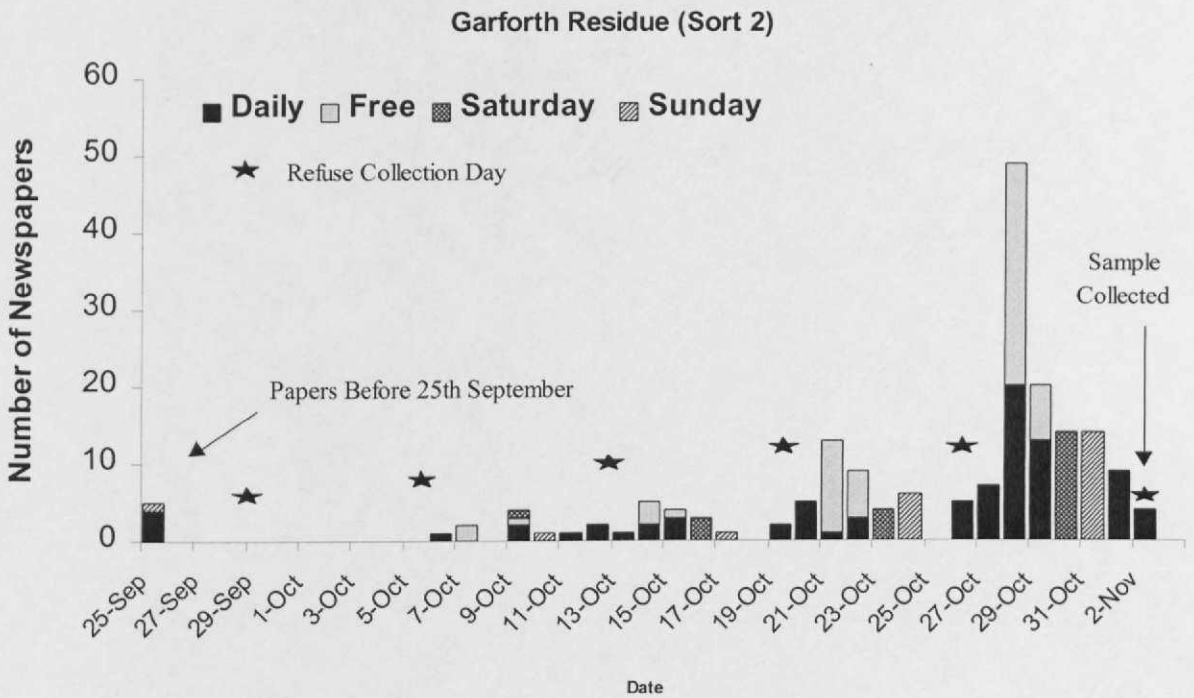 Garforth Residue (Sort 2)
60
50
40
30
20
10
0
Number of Newspapers
Daily Free Saturday Sunday
Refuse Collection Day
Papers Before 25th September
Sample
Collected
25-Sep
27-Sep
29-Sep
1-Oct
3-Oct
5-Oct
7-Oct
9-Oct
11-Oct
13-Oct
15-Oct
17-Oct
19-Oct
21-Oct
23-Oct
25-Oct
27-Oct
29-Oct
31-Oct
2-Nov
Date